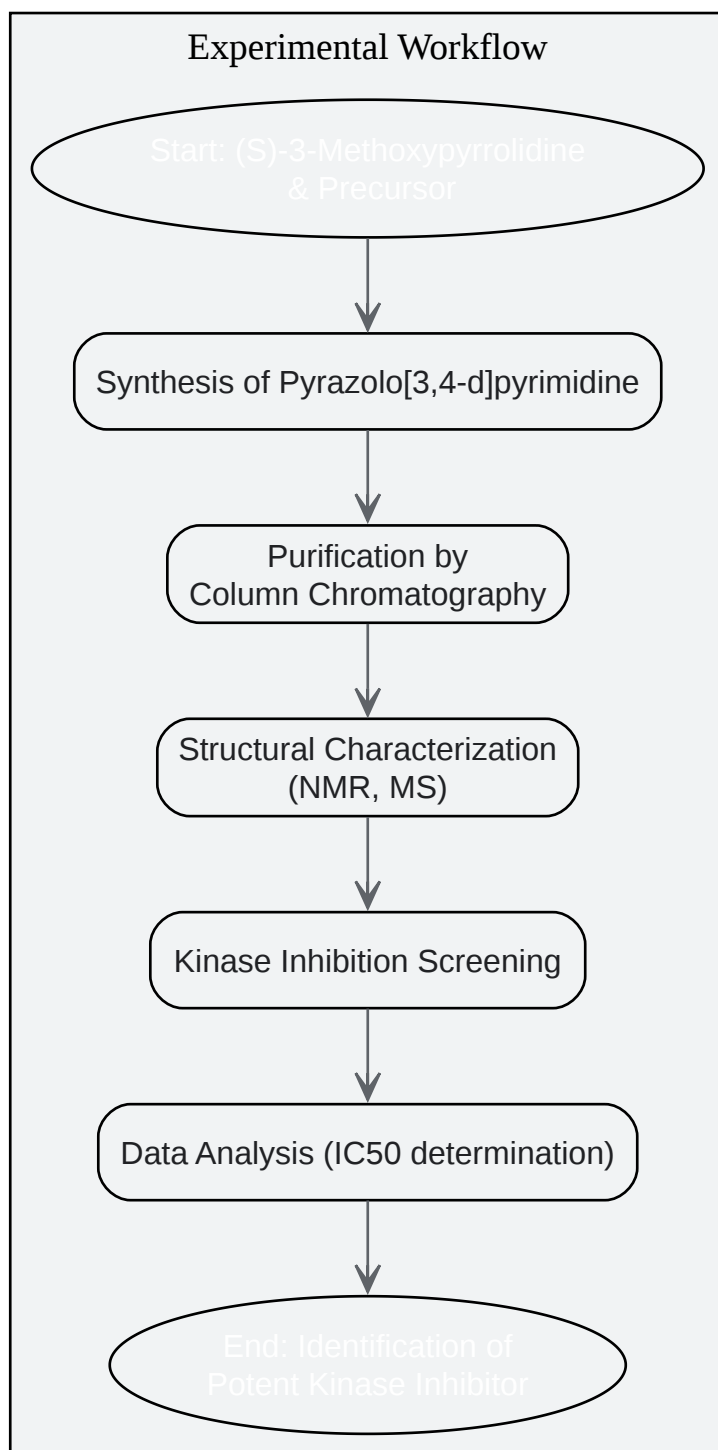 Experimental Workflow
Start: (S)-3-Methoxypyrrolidine
& Precursor
Synthesis of Pyrazolo[3,4-d]pyrimidine
Purification by
Column Chromatography
Structural Characterization
(NMR, MS)
Kinase Inhibition Screening
Data Analysis (IC50 determination)
End: Identification of
Potent Kinase Inhibitor